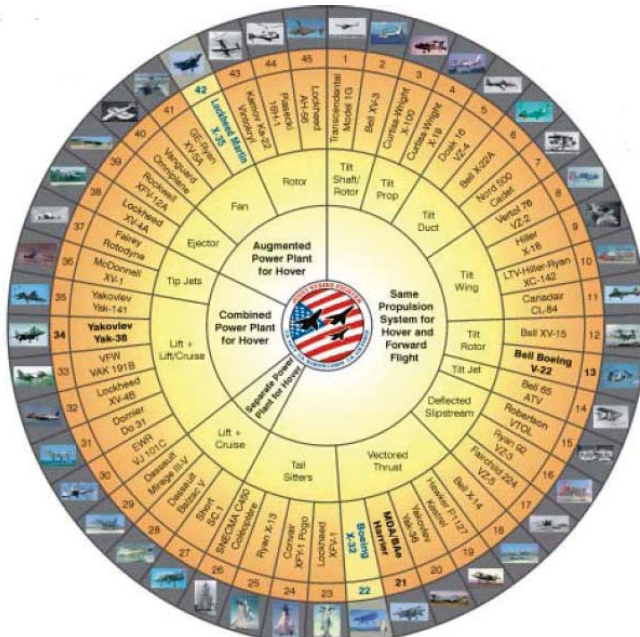 1
Transcendental
Model 1G
2
Bell XV-3
3
Curtiss-Wright
X-100
4
Curtiss-Wright
X-19
5
Doak 16
VZ-4
6
Bell X-22A
7
Nord 500
Cadet
8
Vertol 76
VZ-2
9
Hiller
X-18
10
LTV-Hiller-Ryan
XC-142
11
Canadair
CL-84
12
Bell XV-15
13
Bell Boeing
V-22
14
Bell 65
ATV
15
Robertson
VTOL
16
Ryan 92
VZ-3
17
Fairchild 224
VZ-5
18
Bell X-14
19
Hawker P.1127
Kestrel
20
Yakovlev
Yak-36
21
MDA/BAe
Harrier
22
Boeing
X-32
23
Lockheed
XFV-1
24
Convair
XFY-1 Pogo
25
Ryan X-13
26
SNECMA C450
Coléoptère
27
Short
SC.1
28
Dassault
Balzac V
29
Dassault
Mirage III-V
30
EWR
VJ 101C
31
Dornier
Do.31
32
Lockheed
XV-4B
33
VFW
VAK 191B
34
Yakovlev
Yak-38
35
Yakovlev
Yak-141
36
McDonnell
XV-1
37
Fairey
Rotodyne
38
Lockheed
XV-4A
39
Rockwell
XFV-12A
40
Vanguard
Omniplane
41
GE-Ryan
XV-5A
42
Lockheed Martin
X-35
43
Kamov Ka-22
Vintokryl
44
Piasecki
16H-1
45
Lockheed
AH-56
Tilt
Shaft/
Rotor
Tilt
Prop
Tilt
Duct
Tilt
Wing
Tilt
Rotor
Tilt Jet
Deflected
Slipstream
Vectored
Thrust
Tail
Sitters
Lift +
Cruise
Lift +
Lift/Cruise
Tip Jets
Ejector
Fan
Rotor
Same
Propulsion
System for
Hover and
Forward
Flight
Separate Power
Plant for Hover
Combined
Power Plant
for Hover
Augmented
Power Plant
for Hover
JOINT STRIKE FIGHTER